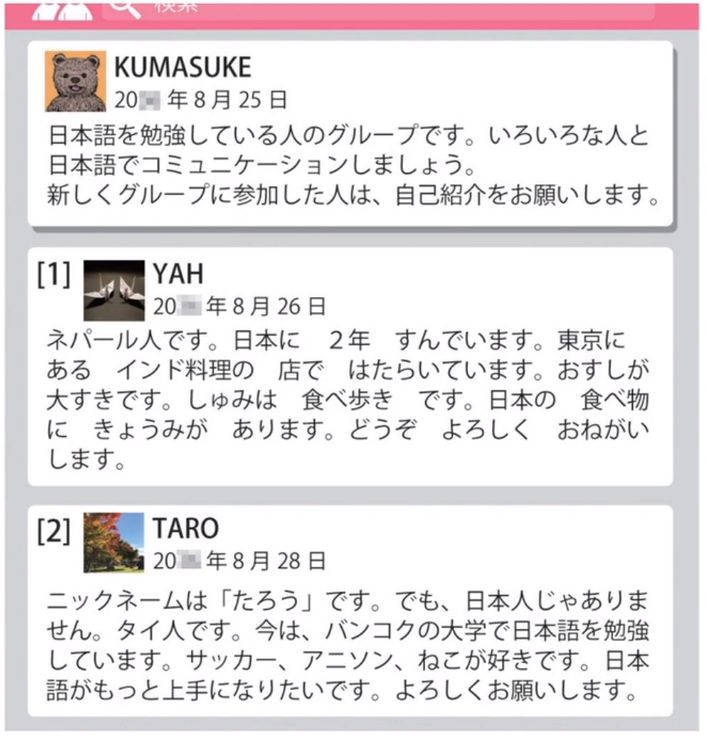 検索
KUMASUKE
20 年 8 月 25 日
日本語を勉強している人のグループです。いろいろな人と
日本語でコミュニケーションしましょう。
新しくグループに参加した人は、自己紹介をお願いします。
[1] YAH
20 年 8 月 26 日
ネパール人です。日本に　２年　すんでいます。東京に
ある　インド料理の　店で　はたらいています。おすしが
大すきです。しゅみは　食べ歩き　です。日本の　食べ物
に　きょうみが　あります。どうぞ　よろしく　おねがい
します。
[2] TARO
20 年 8 月 28 日
ニックネームは「たろう」です。でも、日本人じゃありま
せん。タイ人です。今は、バンコクの大学で日本語を勉強
しています。サッカー、アニソン、ねこが好きです。日本
語がもっと上手になりたいです。よろしくお願いします。